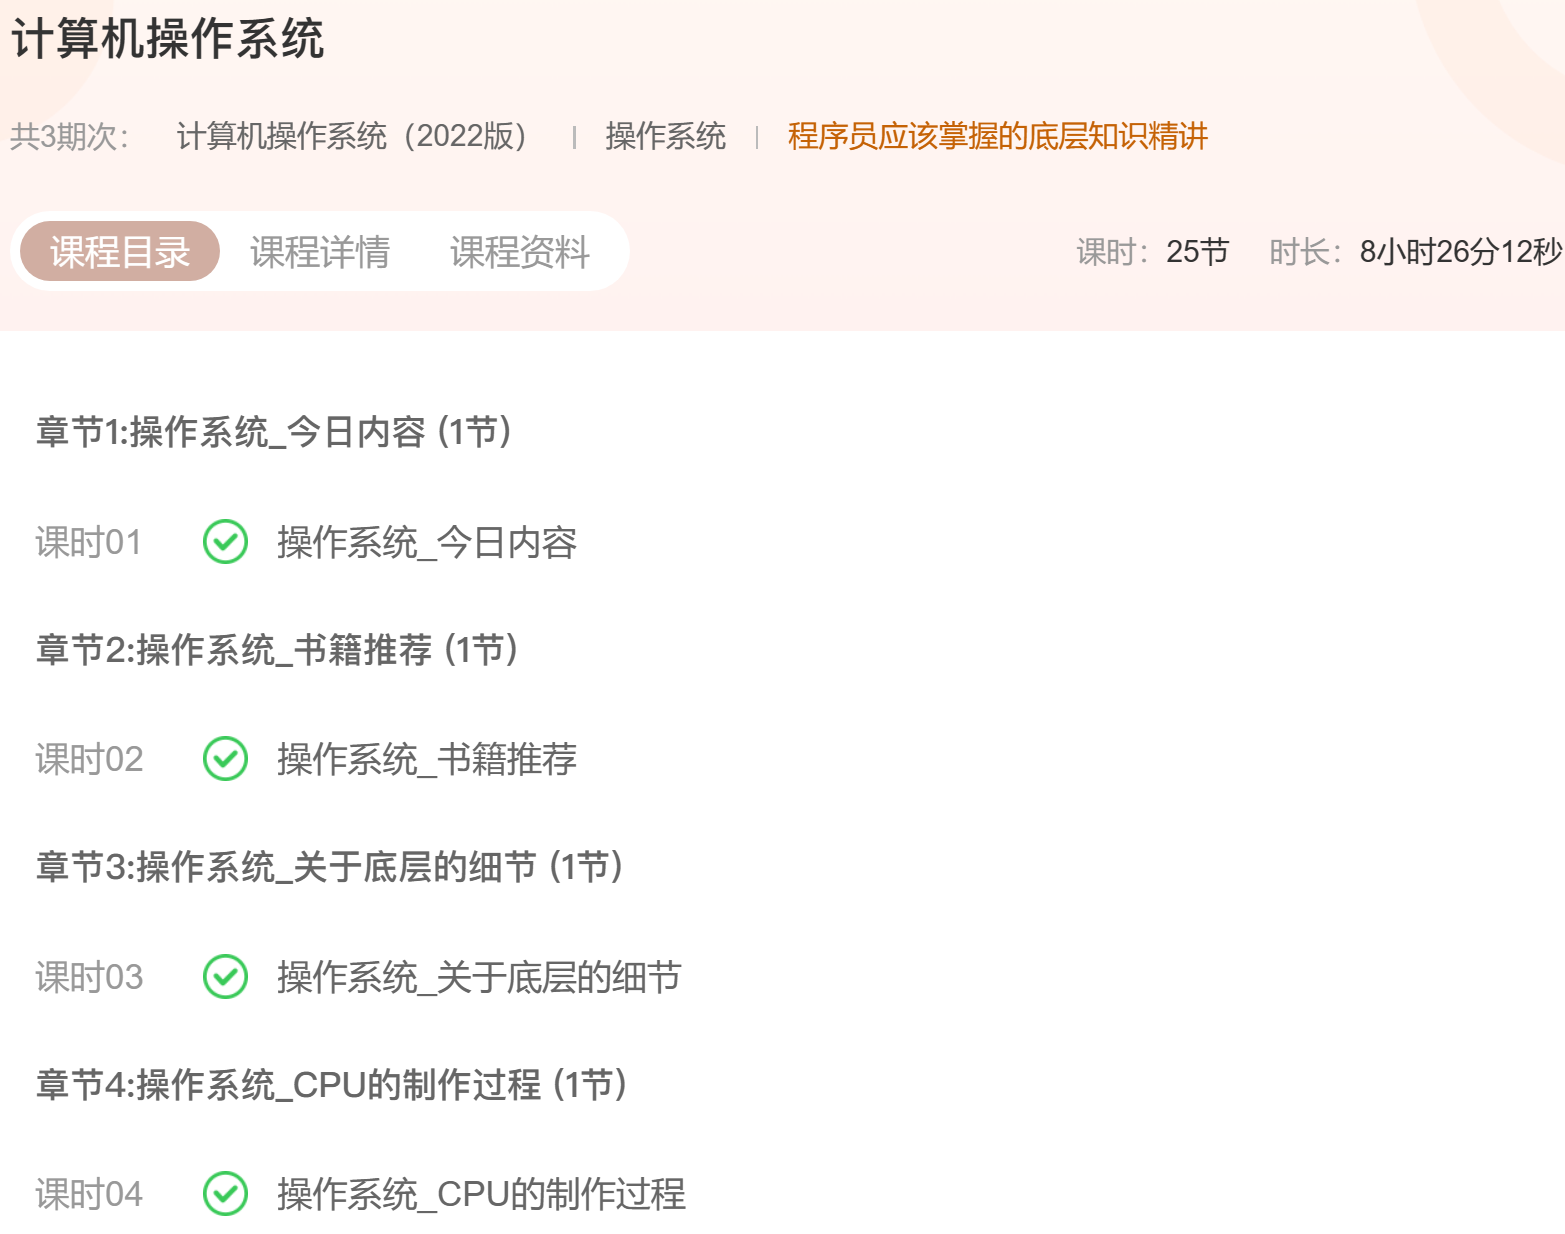 计算机操作系统
共3期次： 计算机操作系统（2022版） | 操作系统 | 程序员应该掌握的底层知识精讲
课程目录 课程详情 课程资料 课时：25节 时长：8小时26分12秒
章节1:操作系统_今日内容 (1节)
课时01 操作系统_今日内容
章节2:操作系统_书籍推荐 (1节)
课时02 操作系统_书籍推荐
章节3:操作系统_关于底层的细节 (1节)
课时03 操作系统_关于底层的细节
章节4:操作系统_CPU的制作过程 (1节)
课时04 操作系统_CPU的制作过程